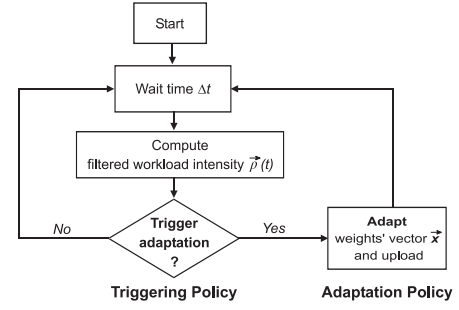 Start
Wait time Δt
Compute
filtered workload intensity ρ⃗(t)
Trigger
adaptation
?
No
Yes
Adapt
weights' vector x⃗
and upload
Triggering Policy
Adaptation Policy